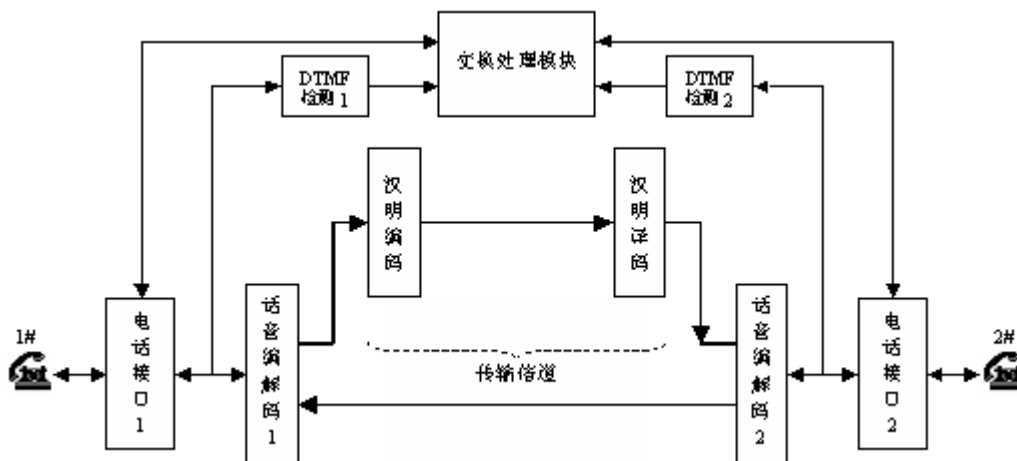 交换处理模块
DTMF
检测1
DTMF
检测2
汉明编码
汉明译码
1#
电话接口1
话音编解码1
传输信道
话音编解码2
电话接口2
2#